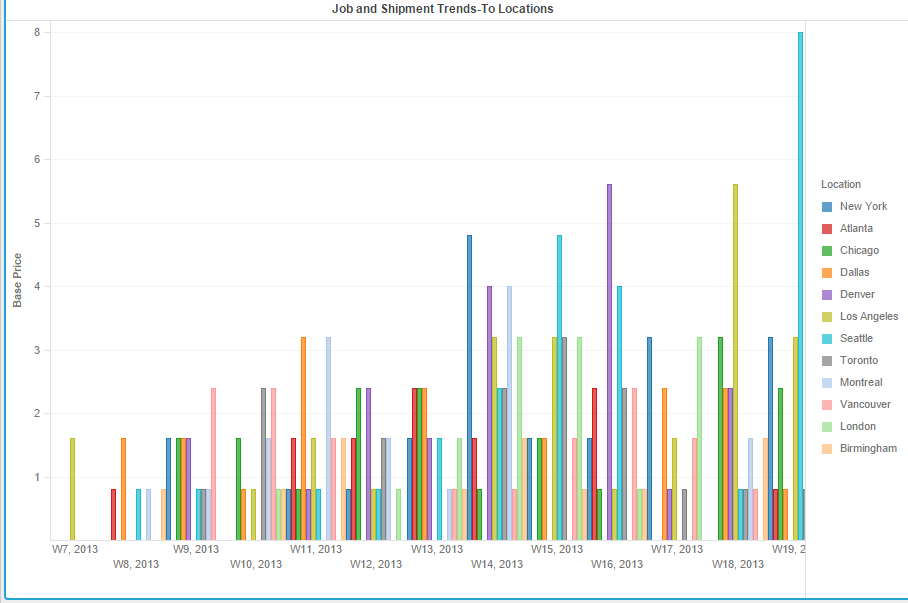 Job and Shipment Trends-To Locations
8
7
6
5
4
3
2
1
Base Price
W7, 2013
W8, 2013
W9, 2013
W10, 2013
W11, 2013
W12, 2013
W13, 2013
W14, 2013
W15, 2013
W16, 2013
W17, 2013
W18, 2013
W19, 2
Location
New York
Atlanta
Chicago
Dallas
Denver
Los Angeles
Seattle
Toronto
Montreal
Vancouver
London
Birmingham